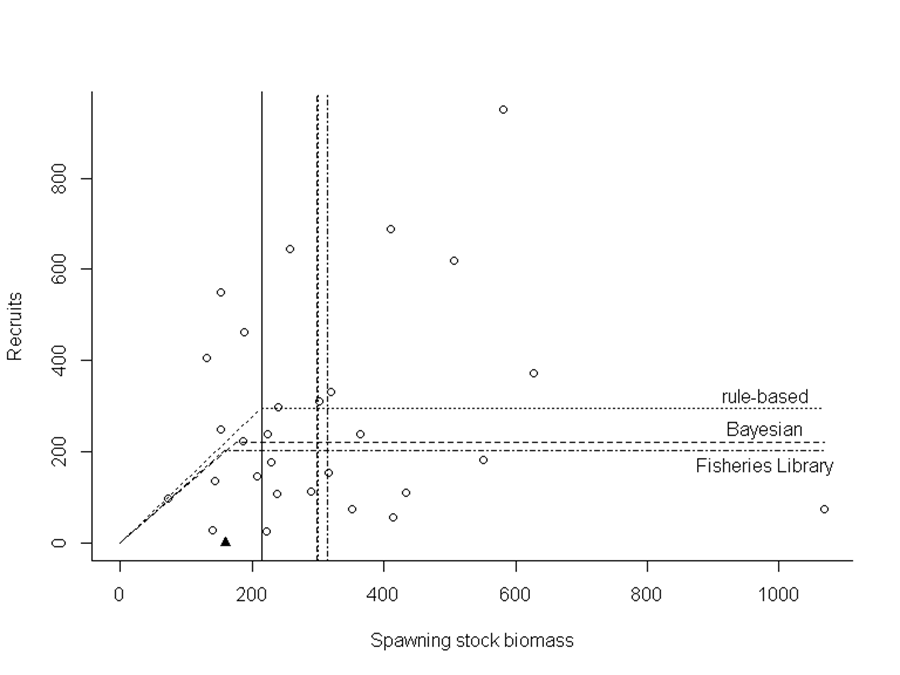 800
600
400
200
0
Recruits
rule-based
Bayesian
Fisheries Library
0 200 400 600 800 1000
Spawning stock biomass